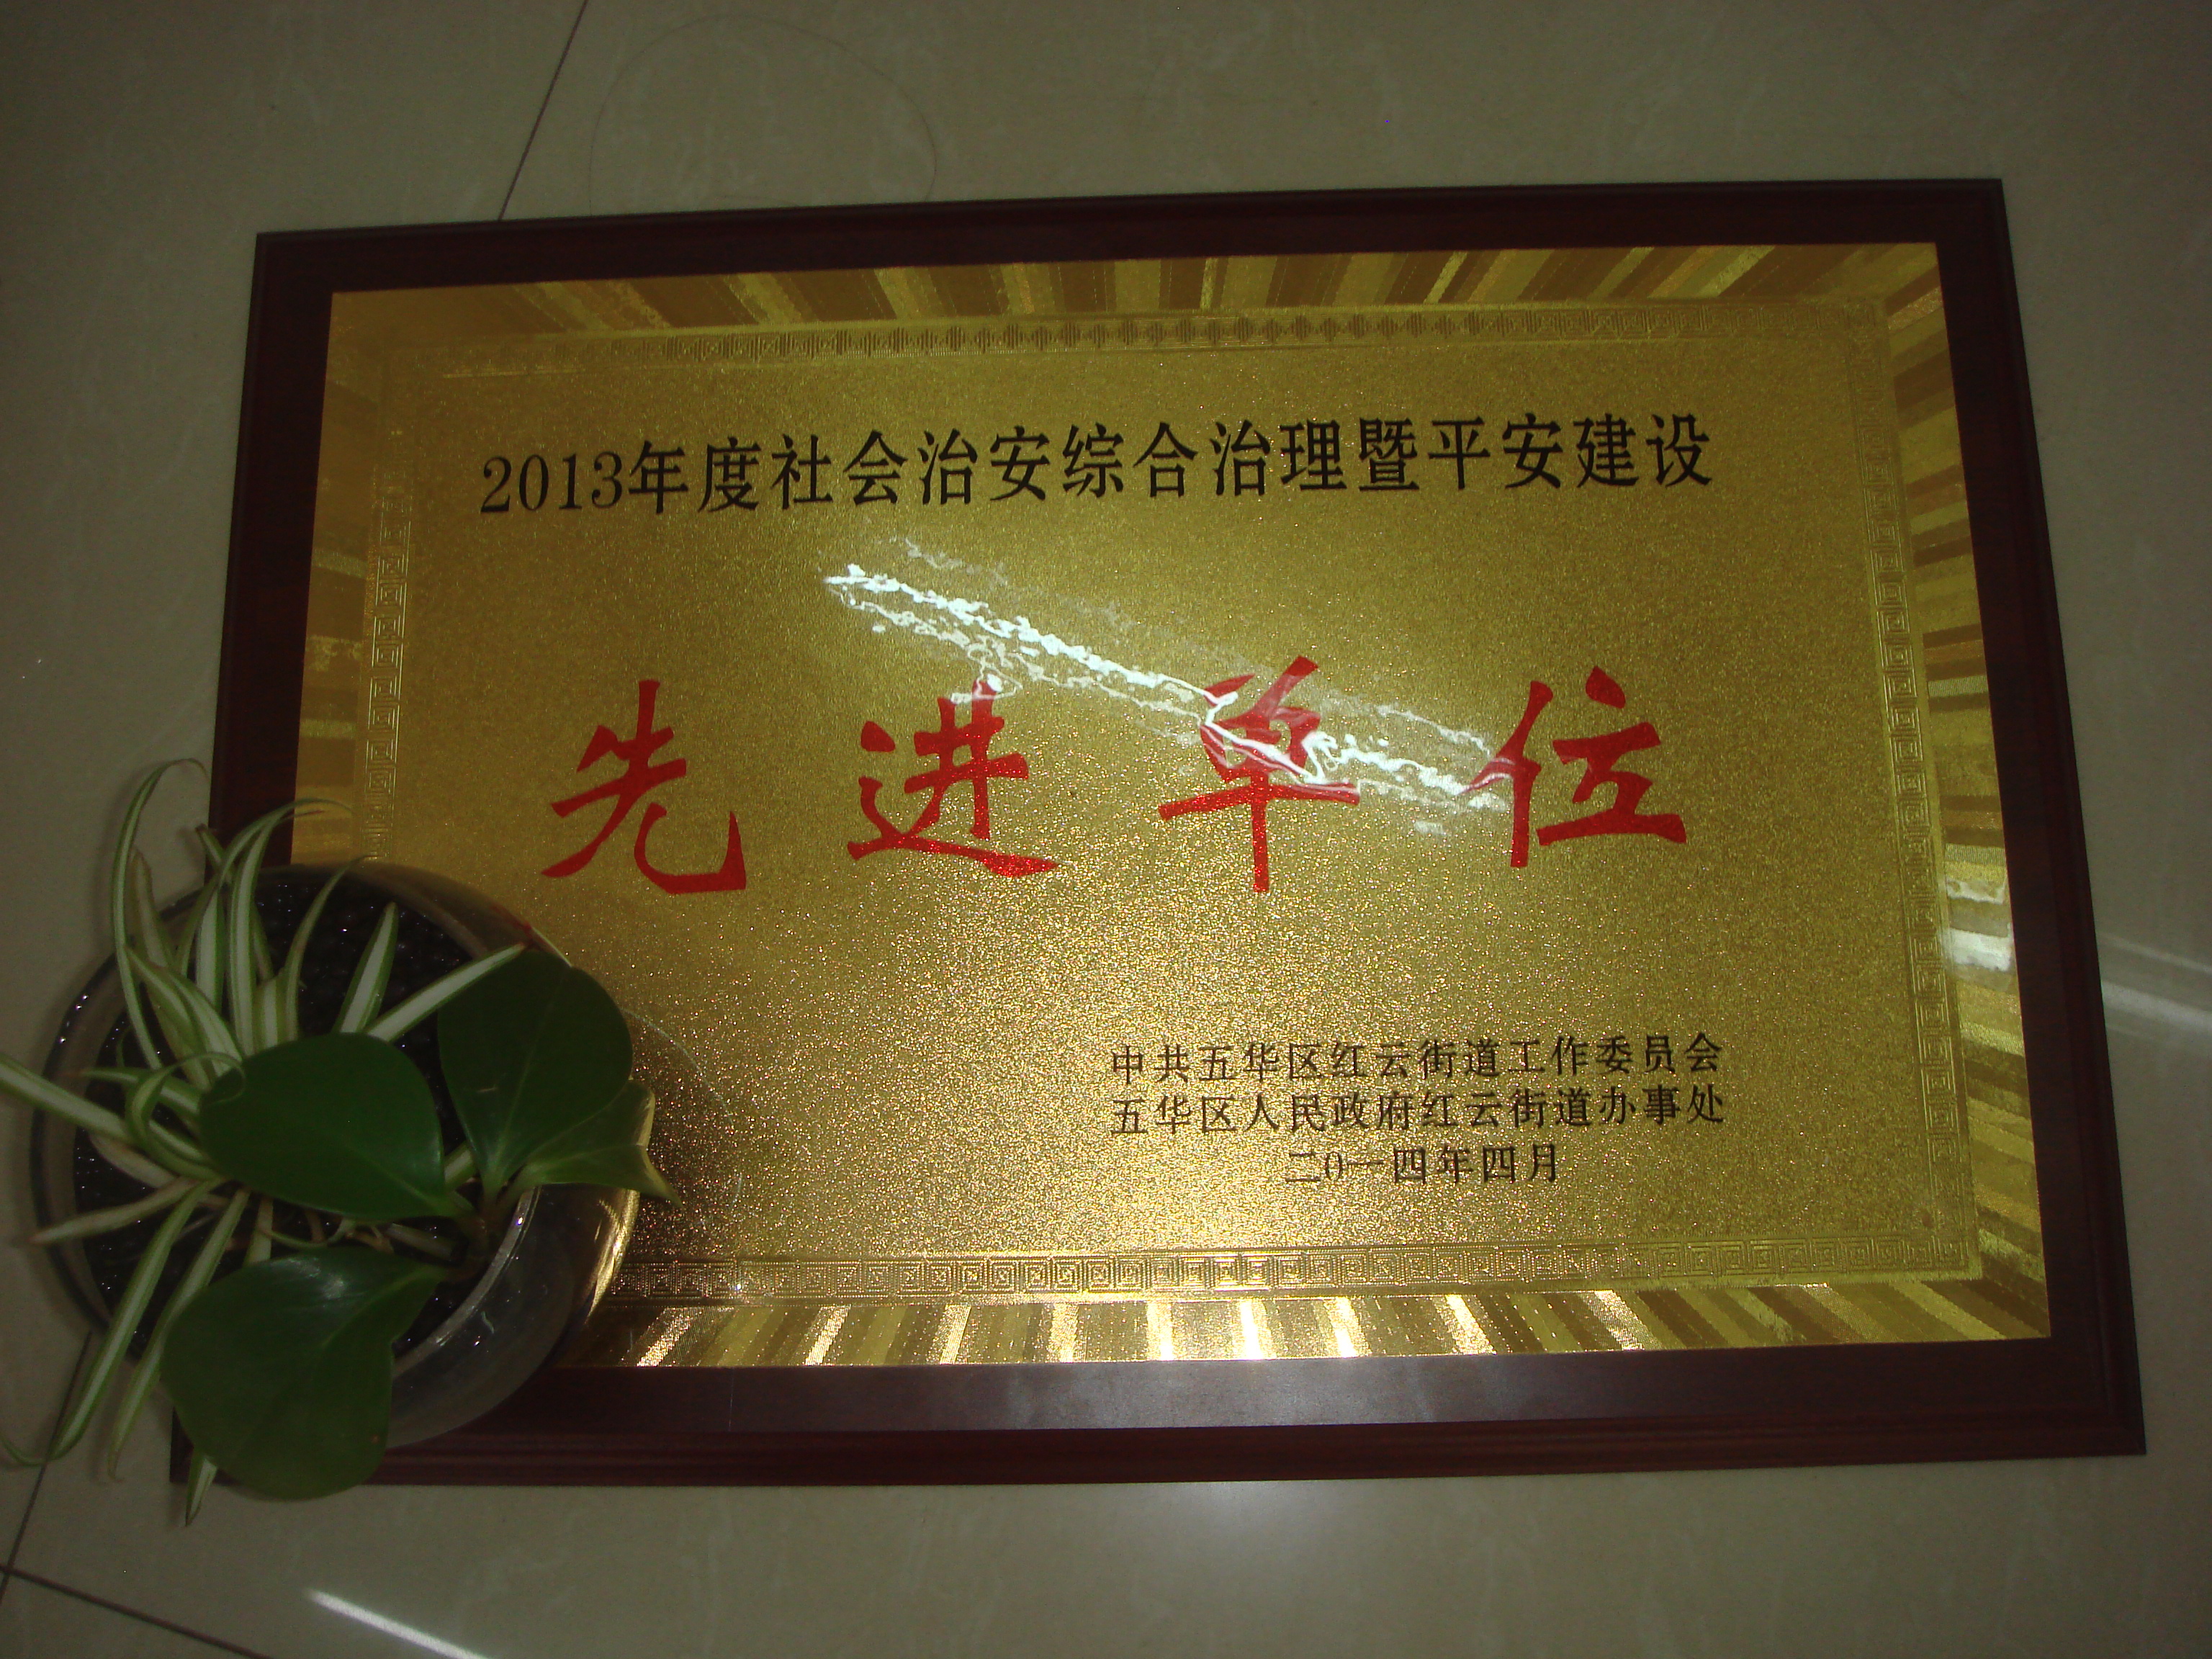 2013年度社会治安综合治理暨平安建设
先进单位
中共五华区红云街道工作委员会
五华区人民政府红云街道办事处
二0一四年四月